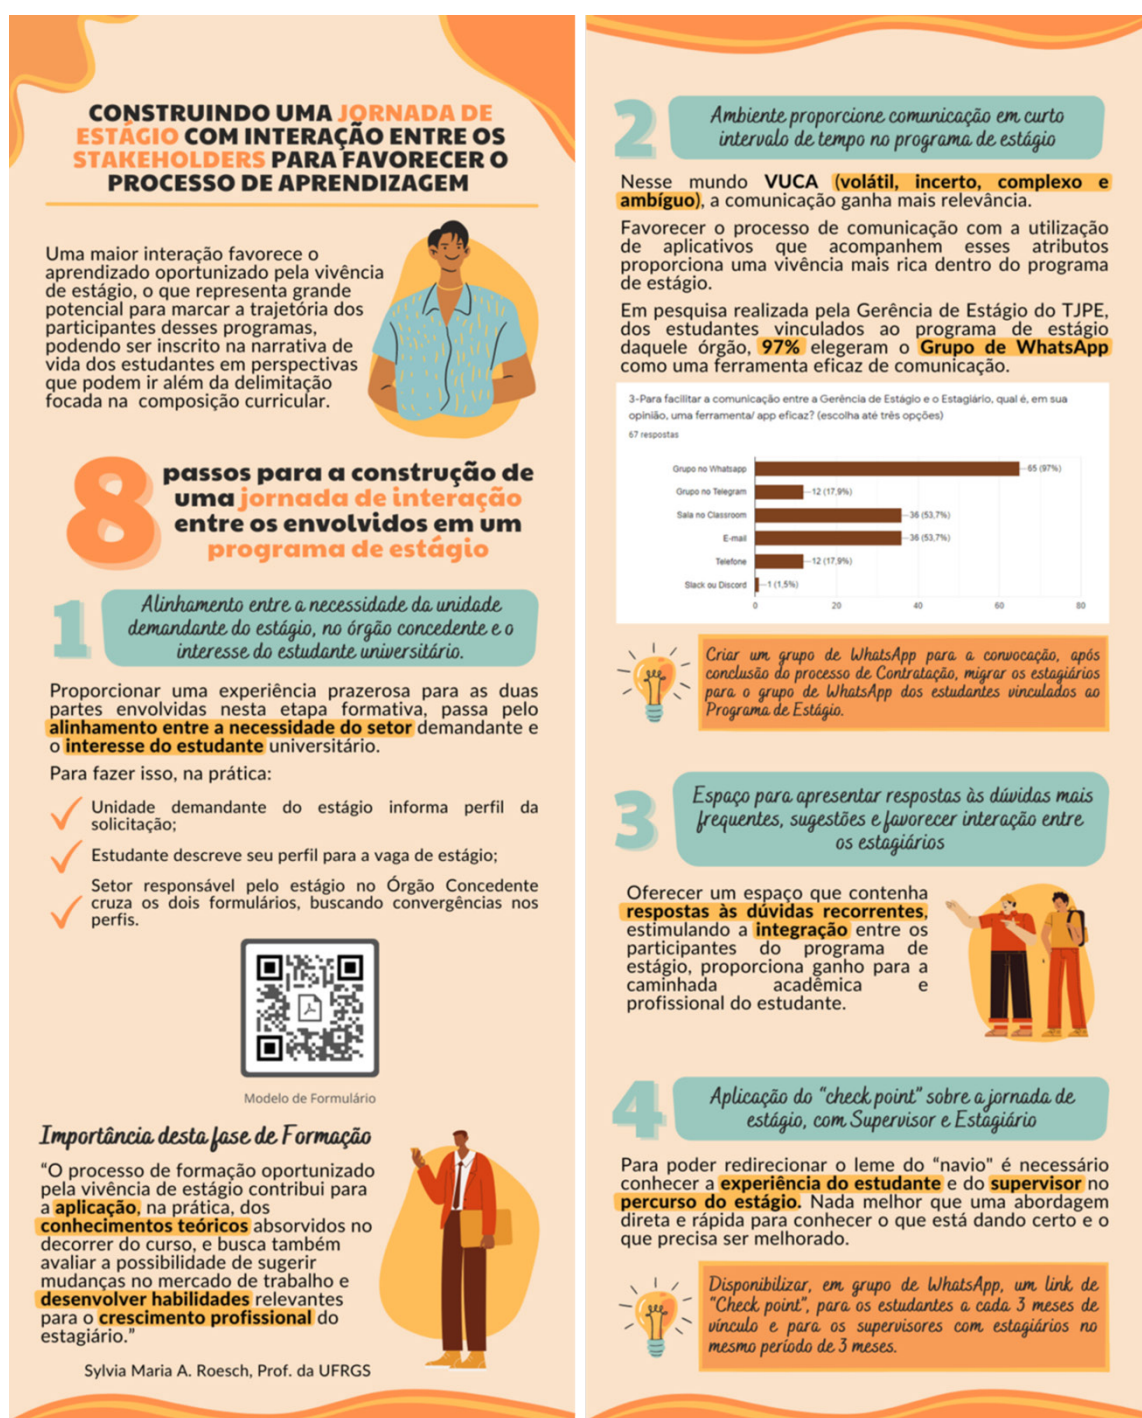 CONSTRUINDO UMA JORNADA DE
ESTÁGIO COM INTERAÇÃO ENTRE OS
STAKEHOLDERS PARA FAVORECER O
PROCESSO DE APRENDIZAGEM
Uma maior interação favorece o
aprendizado oportunizado pela vivência
de estágio, o que representa grande
potencial para marcar a trajetória dos
participantes desses programas,
podendo ser inscrito na narrativa de
vida dos estudantes em perspectivas
que podem ir além da delimitação
focada na composição curricular.
8
passos para a construção de
uma jornada de interação
entre os envolvidos em um
programa de estágio
1
Alinhamento entre a necessidade da unidade
demandante do estágio, no órgão concedente e o
interesse do estudante universitário.
Proporcionar uma experiência prazerosa para as duas
partes envolvidas nesta etapa formativa, passa pelo
alinhamento entre a necessidade do setor demandante e
o interesse do estudante universitário.
Para fazer isso, na prática:
Unidade demandante do estágio informa perfil da
solicitação;
Estudante descreve seu perfil para a vaga de estágio;
Setor responsável pelo estágio no Órgão Concedente
cruza os dois formulários, buscando convergências nos
perfis.
Modelo de Formulário
Importância desta fase de Formação
“O processo de formação oportunizado
pela vivência de estágio contribui para
a aplicação, na prática, dos
conhecimentos teóricos absorvidos no
decorrer do curso, e busca também
avaliar a possibilidade de sugerir
mudanças no mercado de trabalho e
desenvolver habilidades relevantes
para o crescimento profissional do
estagiário.”
Sylvia Maria A. Roesch, Prof. da UFRGS
2
Ambiente proporcione comunicação em curto
intervalo de tempo no programa de estágio
Nesse mundo VUCA (volátil, incerto, complexo e
ambíguo), a comunicação ganha mais relevância.
Favorecer o processo de comunicação com a utilização
de aplicativos que acompanhem esses atributos
proporciona uma vivência mais rica dentro do programa
de estágio.
Em pesquisa realizada pela Gerência de Estágio do TJPE,
dos estudantes vinculados ao programa de estágio
daquele órgão, 97% elegeram o Grupo de WhatsApp
como uma ferramenta eficaz de comunicação.
3-Para facilitar a comunicação entre a Gerência de Estágio e o Estagiário, qual é, em sua
opinião, uma ferramenta/ app eficaz? (escolha até três opções)
67 respostas
Grupo no Whatsapp 65 (97%)
Grupo no Telegram 12 (17,9%)
Sala no Classroom 36 (53,7%)
E-mail 36 (53,7%)
Telefone 12 (17,9%)
Slack ou Discord 1 (1,5%)
0 20 40 60 80
Criar um grupo de WhatsApp para a convocação, após
conclusão do processo de Contratação, migrar os estagiários
para o grupo de WhatsApp dos estudantes vinculados ao
Programa de Estágio.
3
Espaço para apresentar respostas às dúvidas mais
frequentes, sugestões e favorecer interação entre
os estagiários
Oferecer um espaço que contenha
respostas às dúvidas recorrentes,
estimulando a integração entre os
participantes do programa de
estágio, proporciona ganho para a
caminhada acadêmica e
profissional do estudante.
4
Aplicação do “check point” sobre a jornada de
estágio, com Supervisor e Estagiário
Para poder redirecionar o leme do “navio" é necessário
conhecer a experiência do estudante e do supervisor no
percurso do estágio. Nada melhor que uma abordagem
direta e rápida para conhecer o que está dando certo e o
que precisa ser melhorado.
Disponibilizar, em grupo de WhatsApp, um link de
“Check point”, para os estudantes a cada 3 meses de
vínculo e para os supervisores com estagiários no
mesmo período de 3 meses.